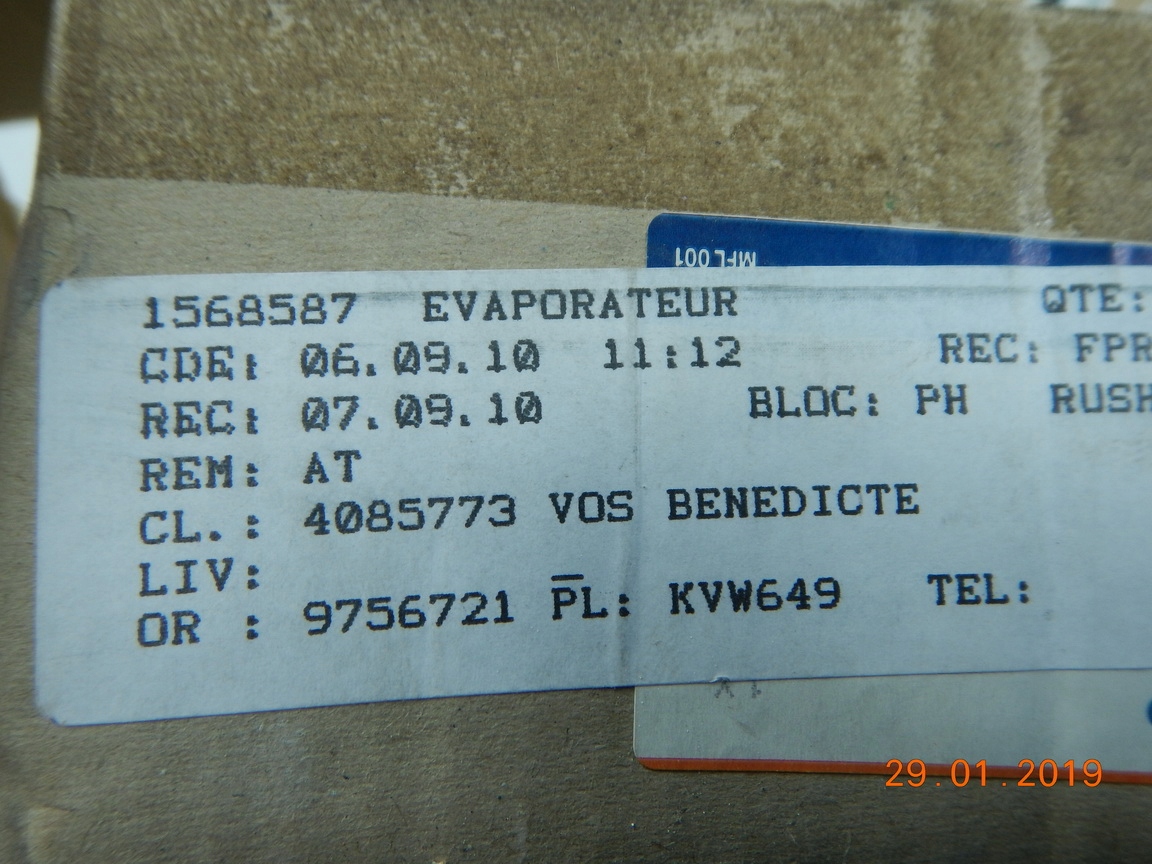 MFL001
1568587 EVAPORATEUR QTE:
CDE: 06.09.10 11:12 REC: FPR
REC: 07.09.10 BLOC: PH RUSH
REM: AT
CL.: 4085773 VOS BENEDICTE
LIV:
OR : 9756721 PL: KVW649 TEL:
29.01.2019